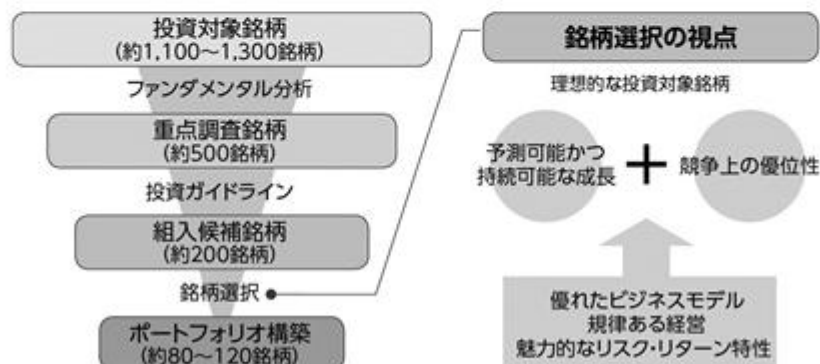 投資対象銘柄
(約1,100〜1,300銘柄)
ファンダメンタル分析
重点調査銘柄
(約500銘柄)
投資ガイドライン
組入候補銘柄
(約200銘柄)
銘柄選択
ポートフォリオ構築
(約80〜120銘柄)
銘柄選択の視点
理想的な投資対象銘柄
予測可能かつ
持続可能な成長
+
競争上の優位性
優れたビジネスモデル
規律ある経営
魅力的なリスク・リターン特性